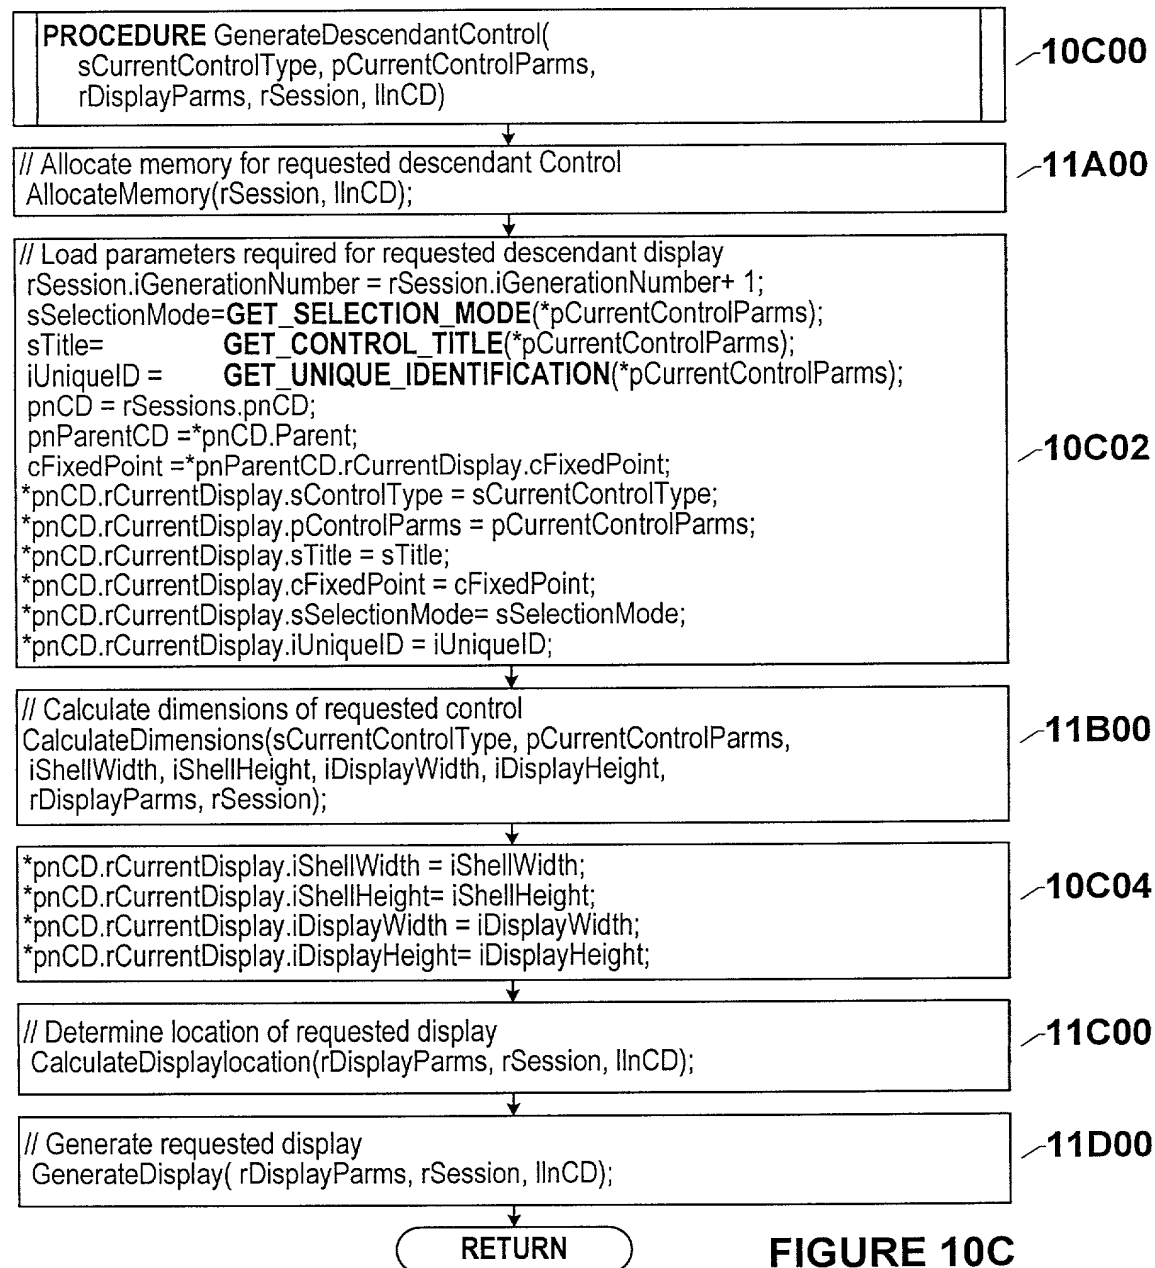 PROCEDURE GenerateDescendantControl(
sCurrentControlType, pCurrentControlParms,
rDisplayParms, rSession, llnCD)
10C00
// Allocate memory for requested descendant Control
AllocateMemory(rSession, llnCD);
11A00
// Load parameters required for requested descendant display
rSession.iGenerationNumber = rSession.iGenerationNumber+ 1;
sSelectionMode=GET_SELECTION_MODE(*pCurrentControlParms);
sTitle= GET_CONTROL_TITLE(*pCurrentControlParms);
iUniqueID = GET_UNIQUE_IDENTIFICATION(*pCurrentControlParms);
pnCD = rSessions.pnCD;
pnParentCD =*pnCD.Parent;
cFixedPoint =*pnParentCD.rCurrentDisplay.cFixedPoint;
*pnCD.rCurrentDisplay.sControlType = sCurrentControlType;
*pnCD.rCurrentDisplay.pControlParms = pCurrentControlParms;
*pnCD.rCurrentDisplay.sTitle = sTitle;
*pnCD.rCurrentDisplay.cFixedPoint = cFixedPoint;
*pnCD.rCurrentDisplay.sSelectionMode= sSelectionMode;
*pnCD.rCurrentDisplay.iUniqueID = iUniqueID;
10C02
// Calculate dimensions of requested control
CalculateDimensions(sCurrentControlType, pCurrentControlParms,
iShellWidth, iShellHeight, iDisplayWidth, iDisplayHeight,
rDisplayParms, rSession);
11B00
*pnCD.rCurrentDisplay.iShellWidth = iShellWidth;
*pnCD.rCurrentDisplay.iShellHeight= iShellHeight;
*pnCD.rCurrentDisplay.iDisplayWidth = iDisplayWidth;
*pnCD.rCurrentDisplay.iDisplayHeight= iDisplayHeight;
10C04
// Determine location of requested display
CalculateDisplaylocation(rDisplayParms, rSession, llnCD);
11C00
// Generate requested display
GenerateDisplay( rDisplayParms, rSession, llnCD);
11D00
RETURN
FIGURE 10C